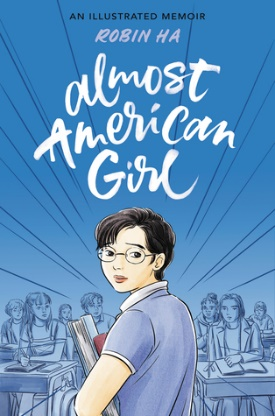 AN ILLUSTRATED MEMOIR
ROBIN HA
almost
American
Girl